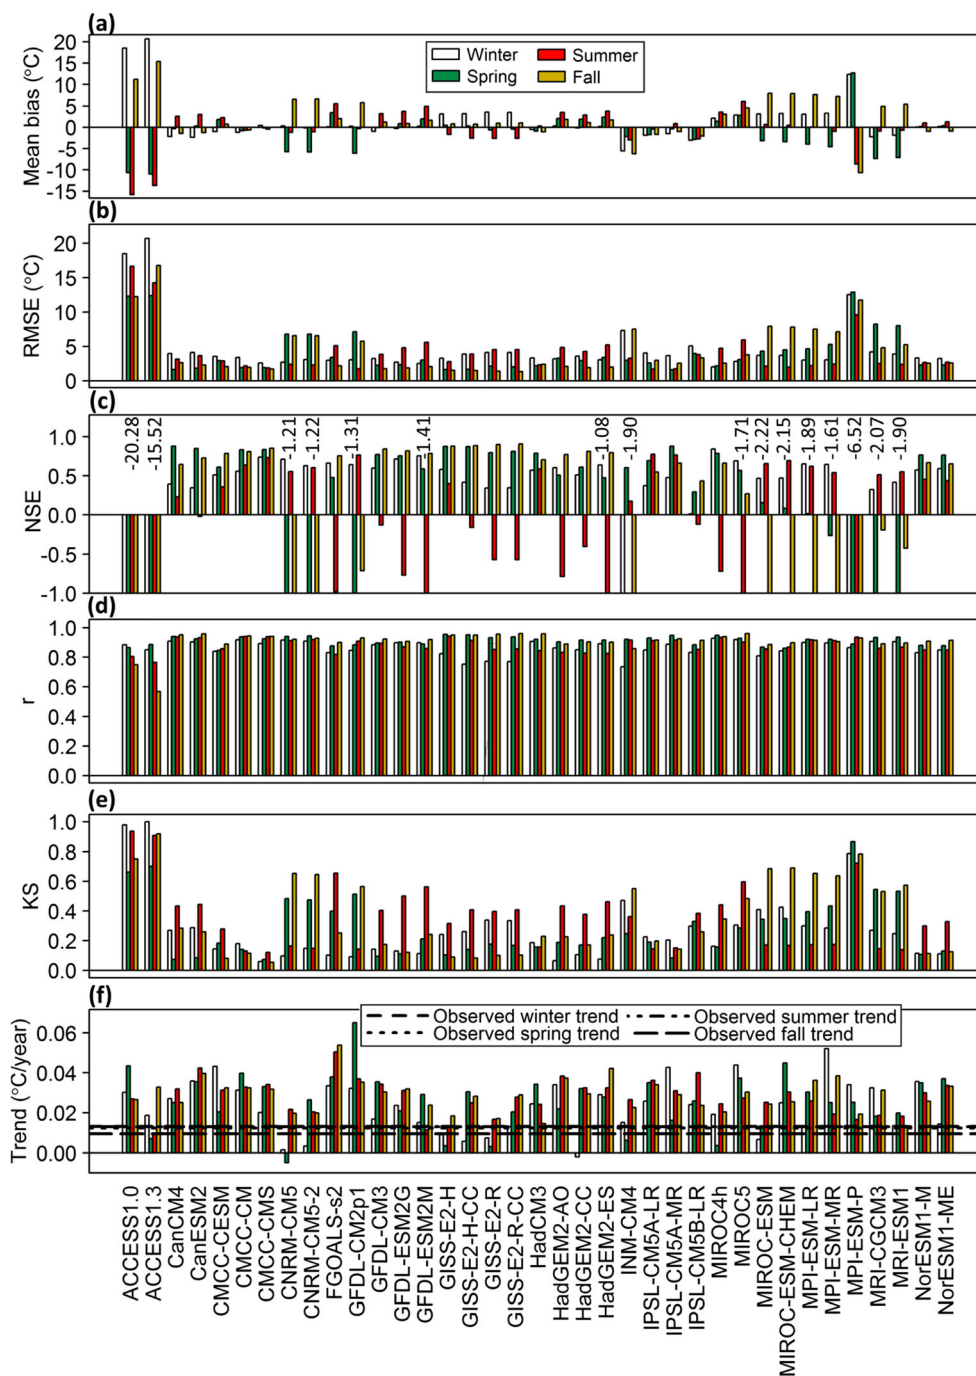 (a)
Mean bias (°C)
20
15
10
5
0
-5
-10
-15
Winter
Summer
Spring
Fall
(b)
RMSE (°C)
20
15
10
5
0
(c)
NSE
1.0
0.5
0.0
-0.5
-1.0
-20.28
-15.52
-1.21
-1.22
-1.31
-1.41
-1.08
-1.90
-1.71
-2.22
-2.15
-1.89
-1.61
-6.52
-2.07
-1.90
(d)
r
1.0
0.8
0.6
0.4
0.2
0.0
(e)
KS
1.0
0.8
0.6
0.4
0.2
0.0
(f)
Trend (°C/year)
0.06
0.04
0.02
0.00
Observed winter trend
Observed summer trend
Observed spring trend
Observed fall trend
ACCESS1.0
ACCESS1.3
CanCM4
CanESM2
CMCC-CESM
CMCC-CM
CMCC-CMS
CNRM-CM5
CNRM-CM5-2
FGOALS-s2
GFDL-CM2p1
GFDL-CM3
GFDL-ESM2G
GFDL-ESM2M
GISS-E2-H
GISS-E2-H-CC
GISS-E2-R
GISS-E2-R-CC
HadCM3
HadGEM2-AO
HadGEM2-CC
HadGEM2-ES
INM-CM4
IPSL-CM5A-LR
IPSL-CM5A-MR
IPSL-CM5B-LR
MIROC4h
MIROC5
MIROC-ESM
MIROC-ESM-CHEM
MPI-ESM-LR
MPI-ESM-MR
MPI-ESM-P
MRI-CGCM3
MRI-ESM1
NorESM1-M
NorESM1-ME